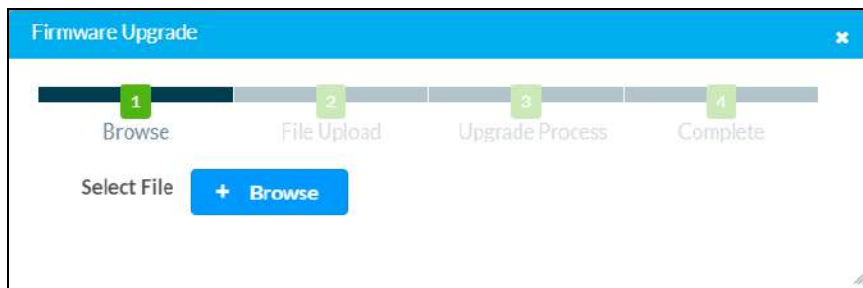 Firmware Upgrade
1 2 3 4
Browse File Upload Upgrade Process Complete
Select File + Browse